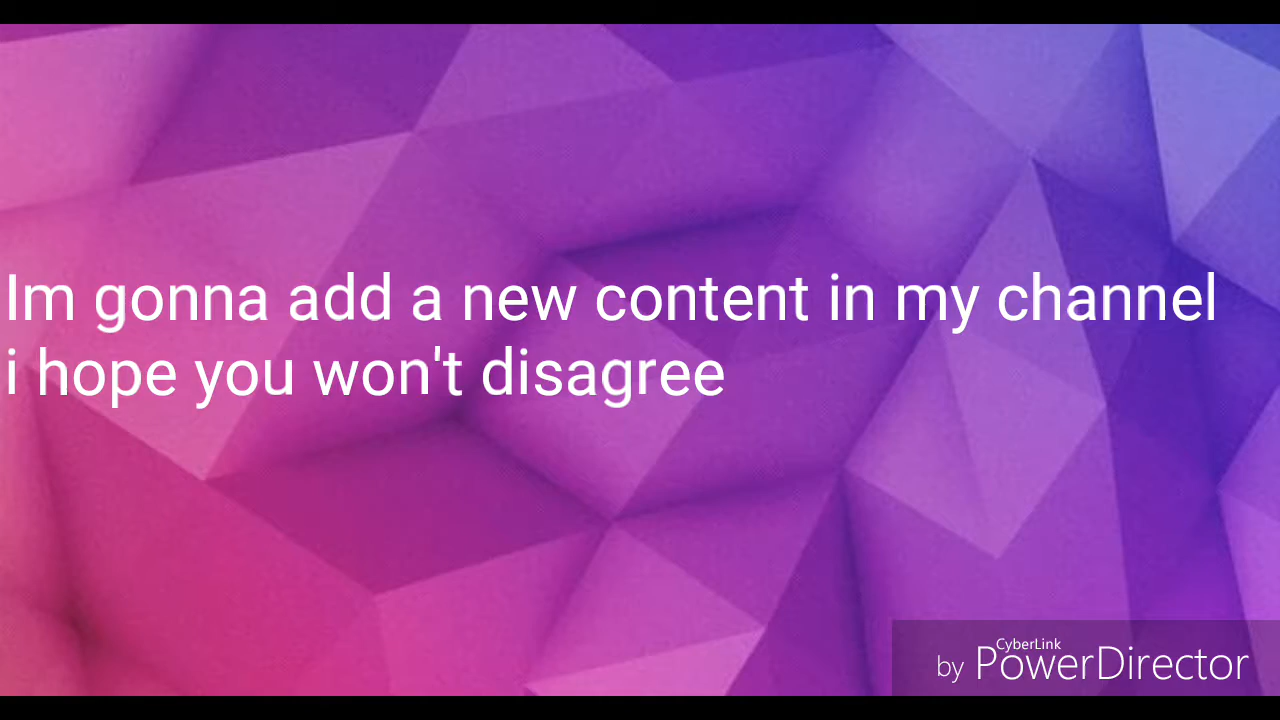 Im gonna add a new content in my channel
i hope you won't disagree
CyberLink
by PowerDirector